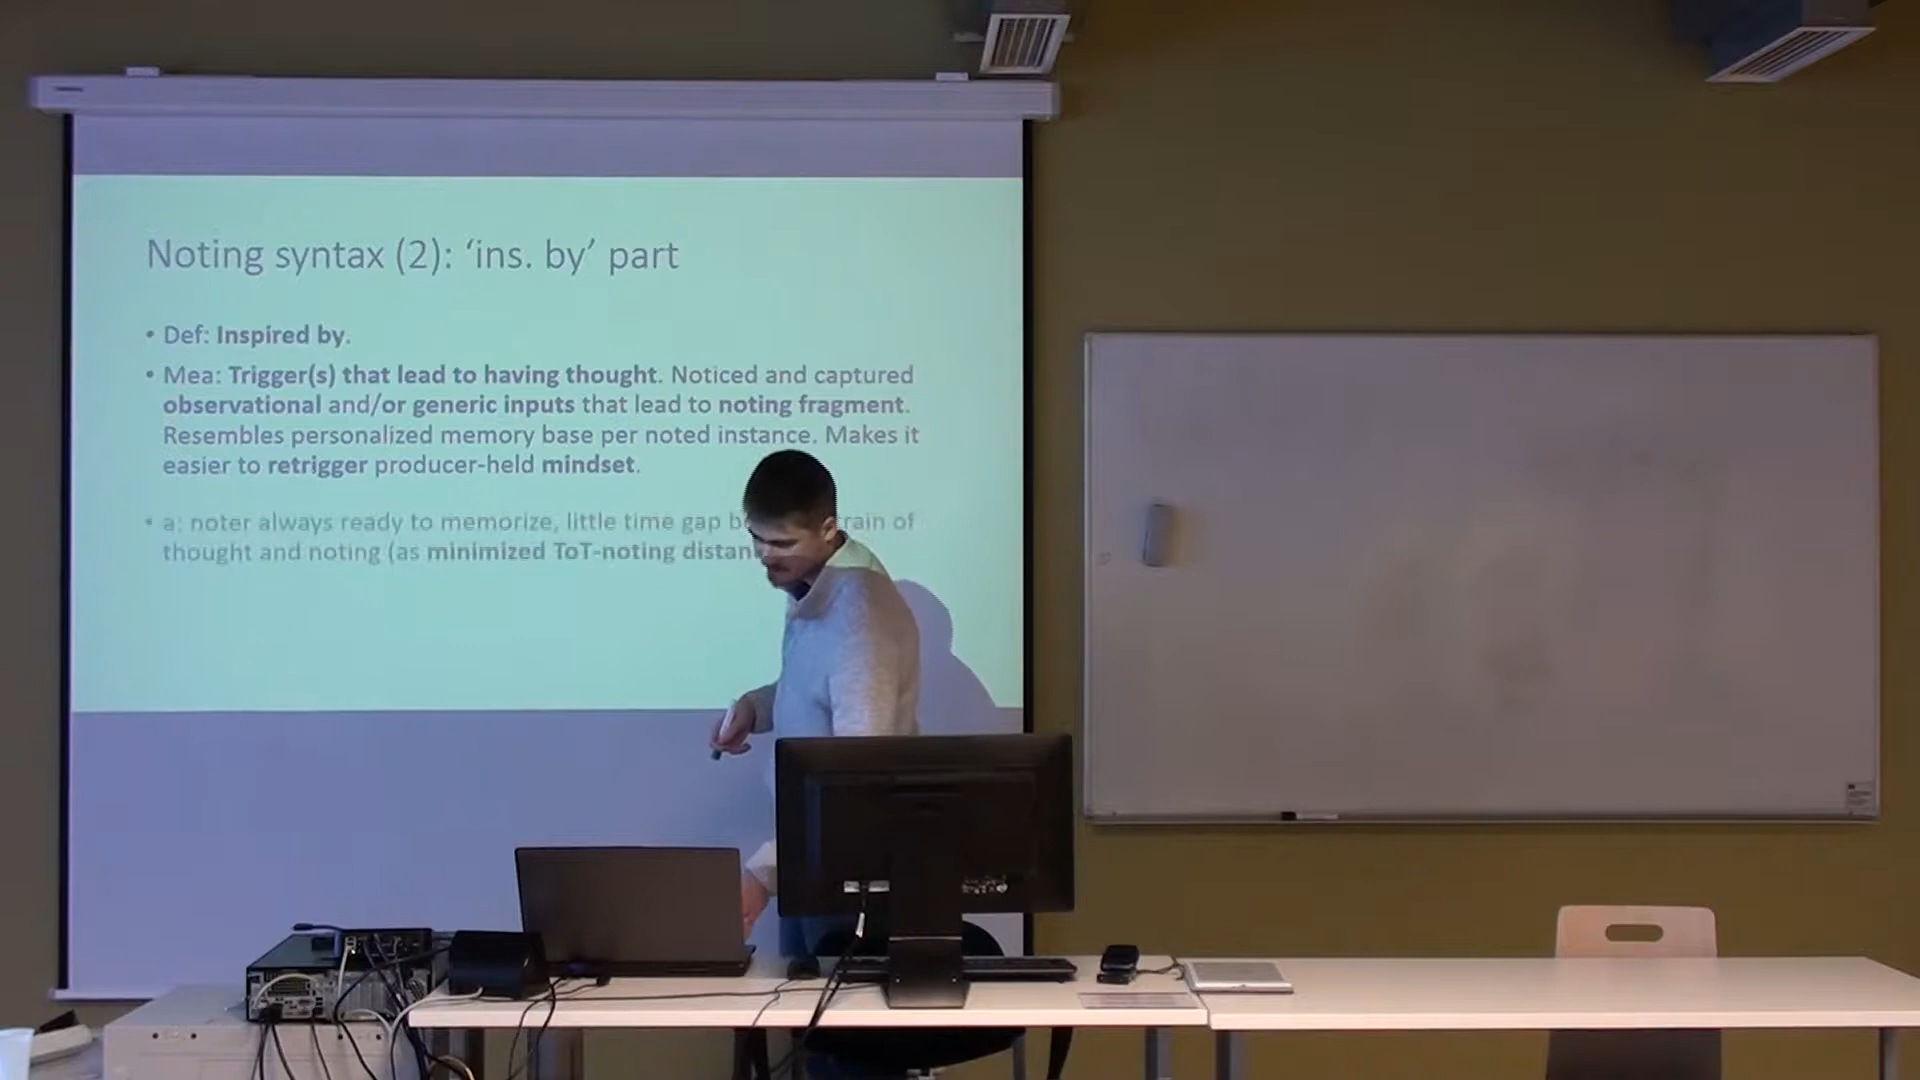 Noting syntax (2): ‘ins. by’ part
• Def: Inspired by.
• Mea: Trigger(s) that lead to having thought. Noticed and captured
observational and/or generic inputs that lead to noting fragment.
Resembles personalized memory base per noted instance. Makes it
easier to retrigger producer-held mindset.
• a: noter always ready to memorize, little time gap of
thought and noting (as minimized ToT-noting